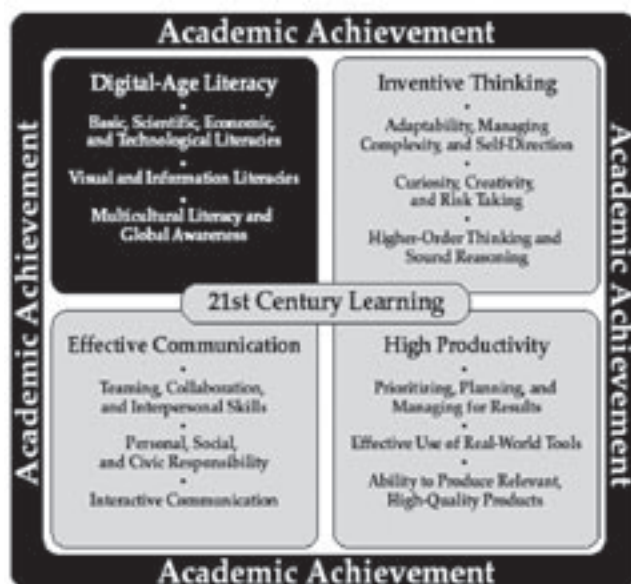 Academic Achievement
Digital-Age Literacy
•
Basic, Scientific, Economic,
and Technological Literacies
•
Visual and Information Literacies
•
Multicultural Literacy and
Global Awareness
Inventive Thinking
•
Adaptability, Managing
Complexity, and Self-Direction
•
Curiosity, Creativity,
and Risk Taking
•
Higher-Order Thinking and
Sound Reasoning
Academic Achievement
Academic Achievement
21st Century Learning
Effective Communication
•
Teaming, Collaboration,
and Interpersonal Skills
•
Personal, Social,
and Civic Responsibility
•
Interactive Communication
High Productivity
•
Prioritizing, Planning, and
Managing for Results
•
Effective Use of Real-World Tools
•
Ability to Produce Relevant,
High-Quality Products
Academic Achievement